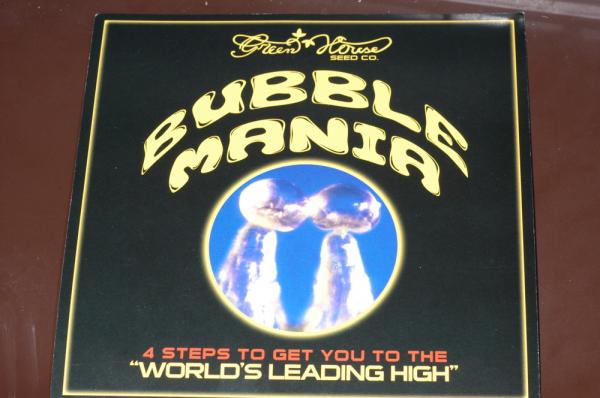 Green House
SEED CO.
BUBBLE
MANIA
4 STEPS TO GET YOU TO THE
"WORLD'S LEADING HIGH"